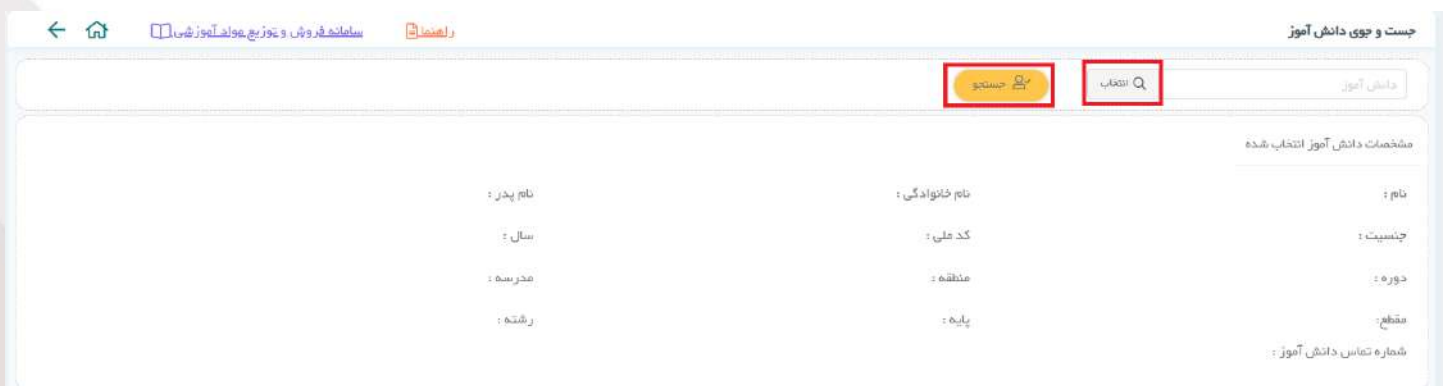 جست و جوی دانش آموز
راهنما
سامانه فروش و توزیع مواد آموزشی
دانش آموز
انتخاب
جستجو
مشخصات دانش آموز انتخاب شده
نام : نام خانوادگی : نام پدر :
جنسیت : کد ملی : سال :
دوره : منطقه : مدرسه :
مقطع: پایه : رشته :
شماره تماس دانش آموز :